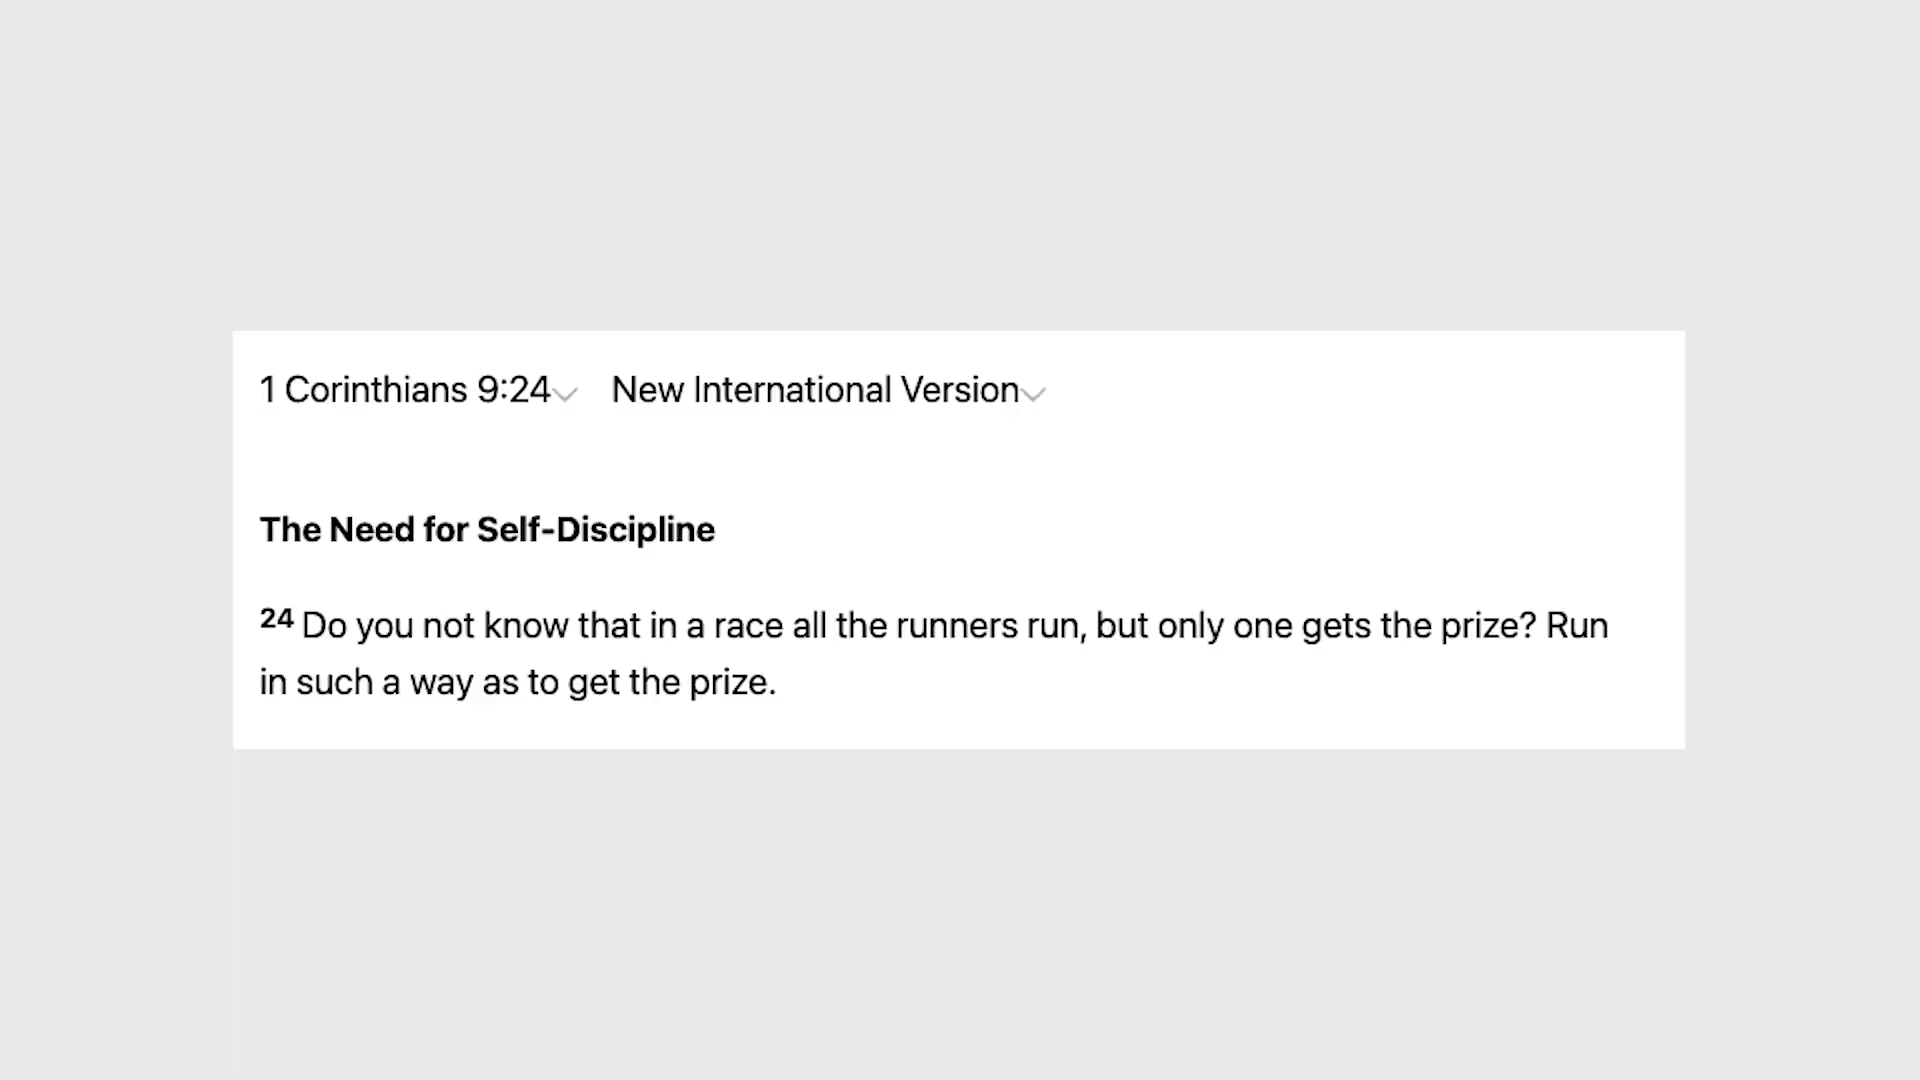 1 Corinthians 9:24 New International Version
The Need for Self-Discipline
24 Do you not know that in a race all the runners run, but only one gets the prize? Run
in such a way as to get the prize.